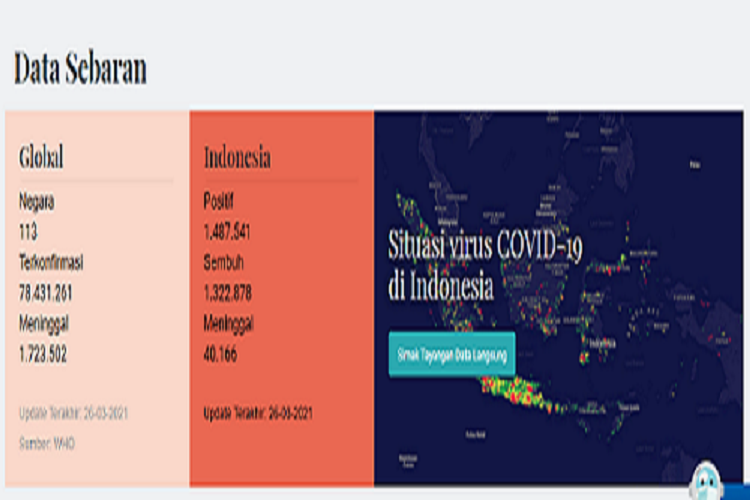 Data Sebaran
Global
Negara
113
Terkonfirmasi
78.431.261
Meninggal
1.723.502
Update Terakhir: 26-03-2021
Sumber: WHO
Indonesia
Positif
1.487.541
Sembuh
1.322.878
Meninggal
40.166
Update Terakhir: 26-03-2021
Situasi virus COVID-19
di Indonesia
Simak Tayangan Data Langsung